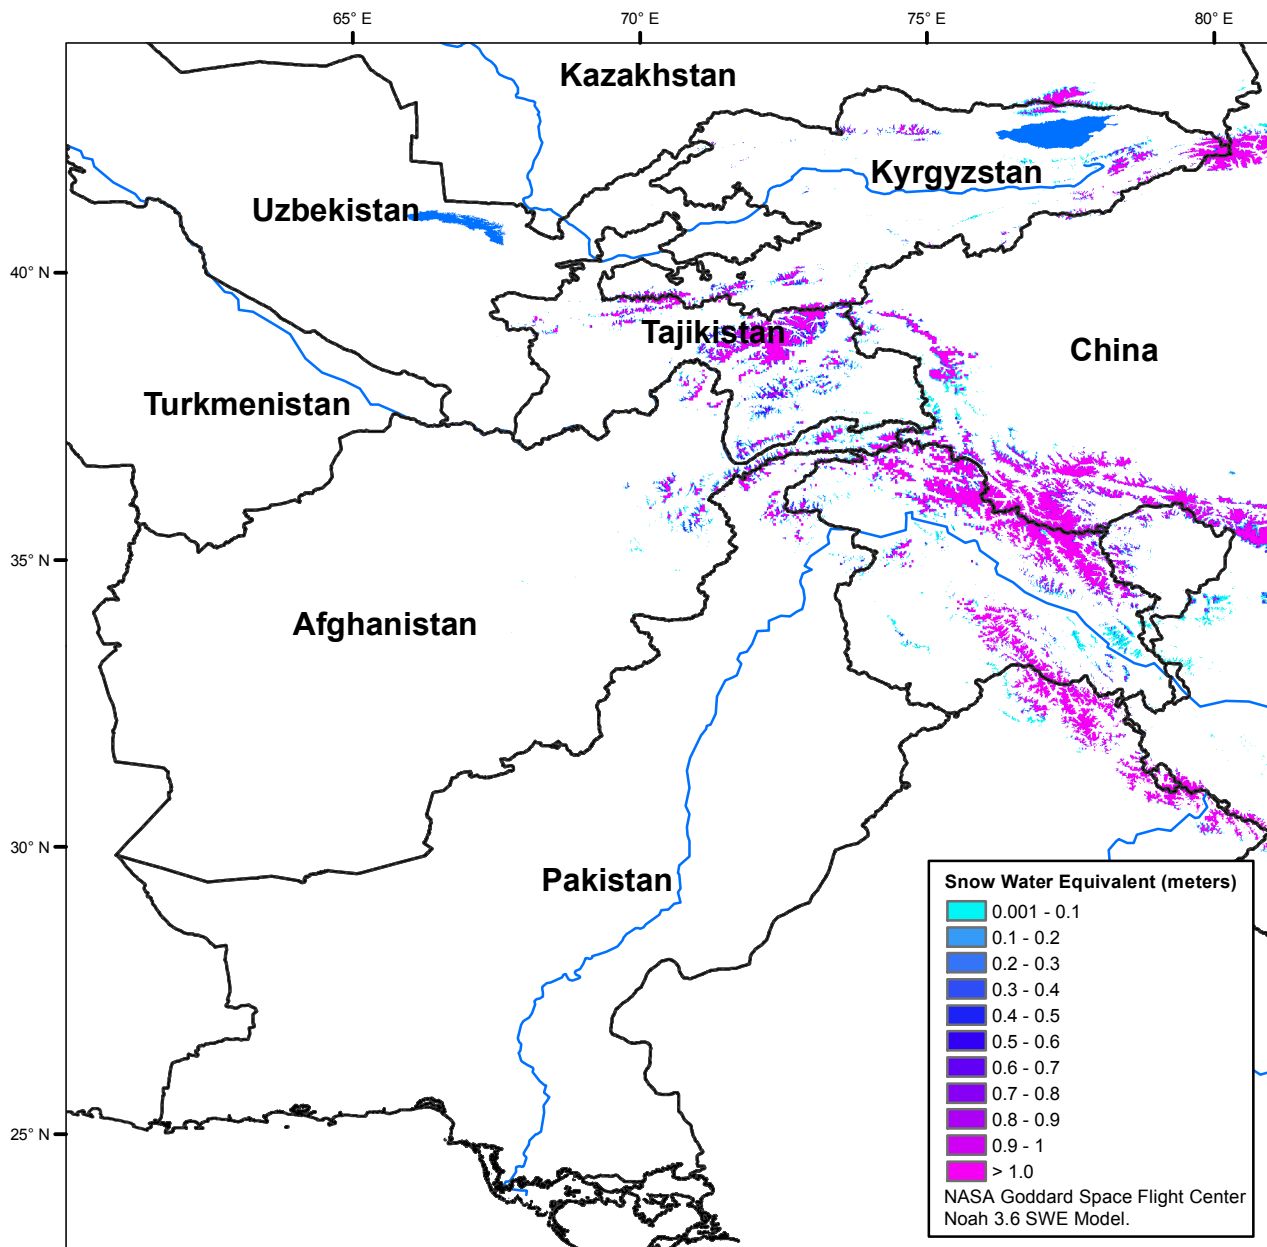 65° E
70° E
75° E
80° E
Kazakhstan
Kyrgyzstan
Uzbekistan
40° N
Tajikistan
China
Turkmenistan
35° N
Afghanistan
30° N
Pakistan
25° N
Snow Water Equivalent (meters)
0.001 - 0.1
0.1 - 0.2
0.2 - 0.3
0.3 - 0.4
0.4 - 0.5
0.5 - 0.6
0.6 - 0.7
0.7 - 0.8
0.8 - 0.9
0.9 - 1
> 1.0
NASA Goddard Space Flight Center
Noah 3.6 SWE Model.